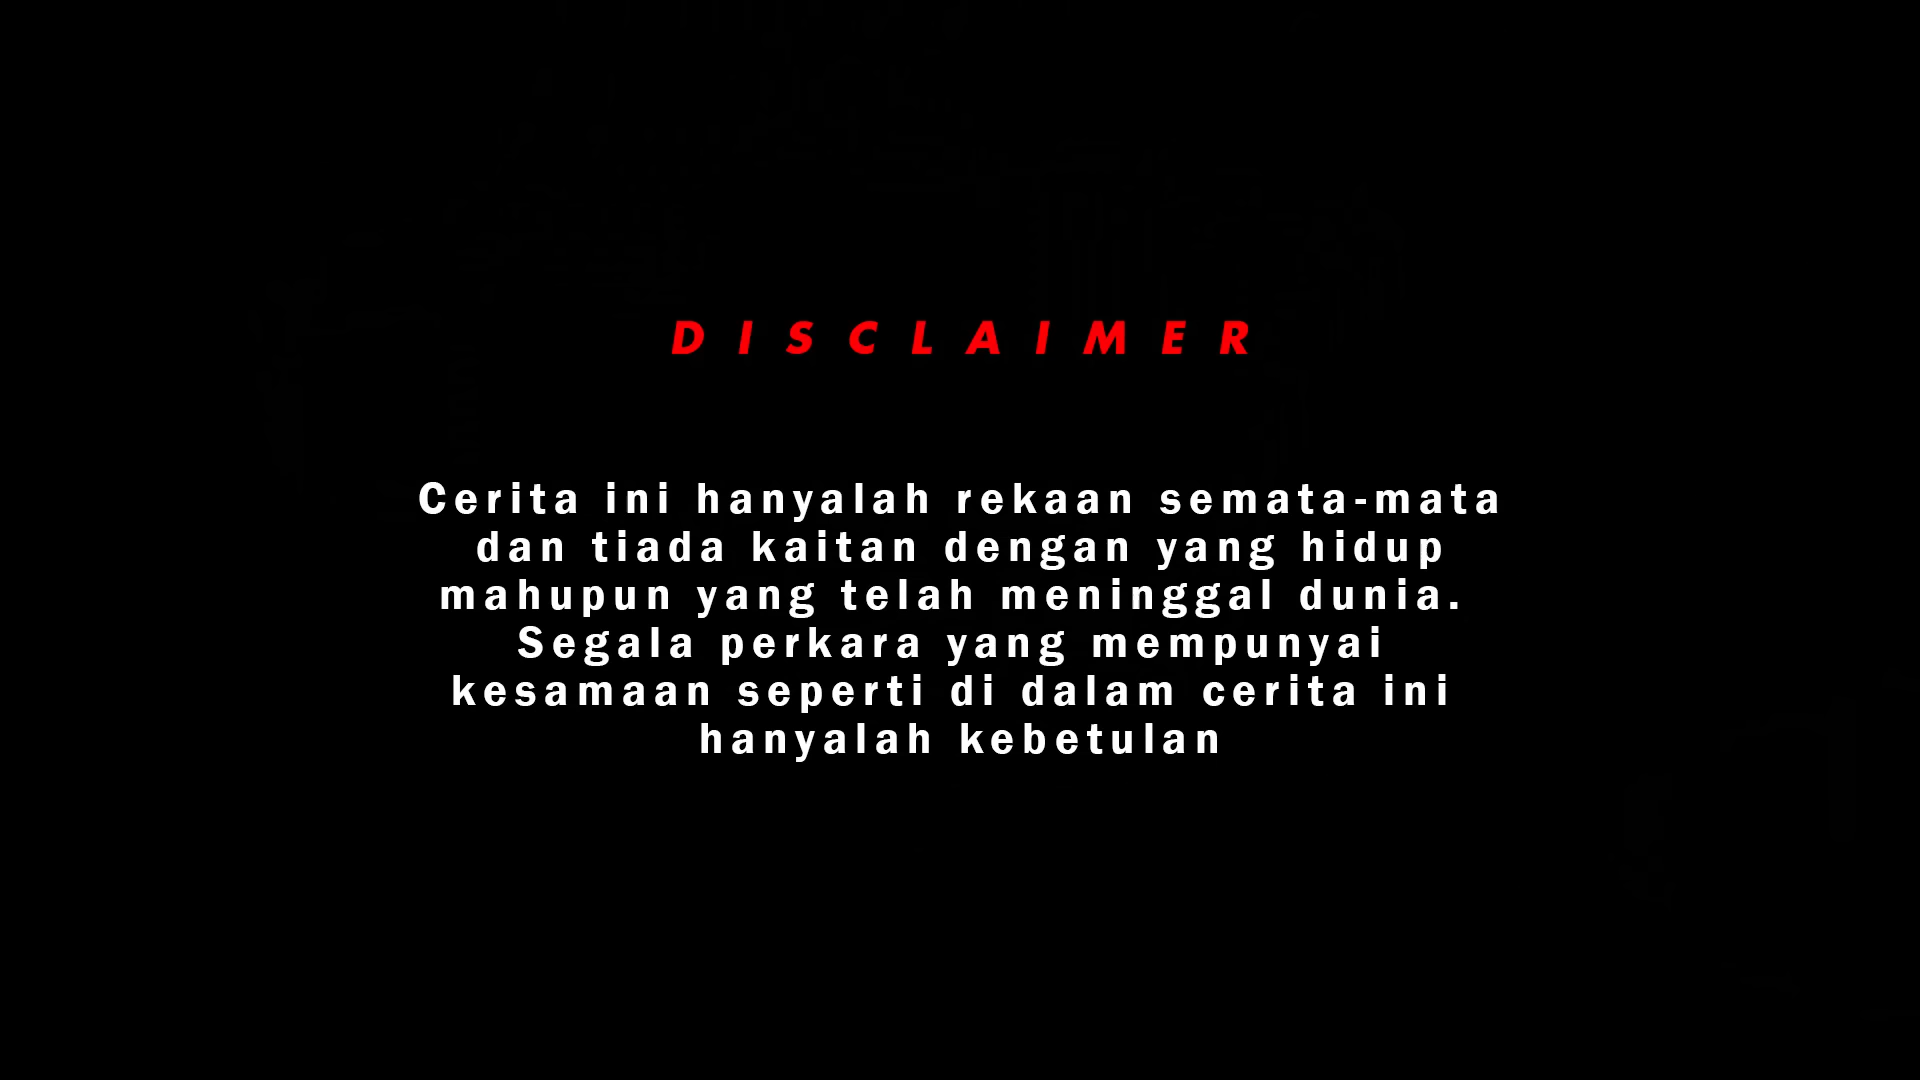 DISCLAIMER
Cerita ini hanyalah rekaan semata-mata
dan tiada kaitan dengan yang hidup
mahupun yang telah meninggal dunia.
Segala perkara yang mempunyai
kesamaan seperti di dalam cerita ini
hanyalah kebetulan